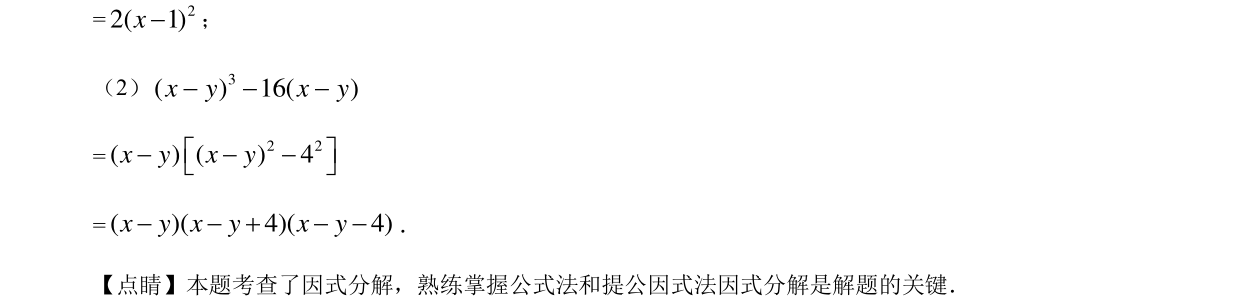 =2(x−1)²；
（2）(x−y)³−16(x−y)
=(x−y)[(x−y)²−4²]
=(x−y)(x−y+4)(x−y−4)．
【点睛】本题考查了因式分解，熟练掌握公式法和提公因式法因式分解是解题的关键．